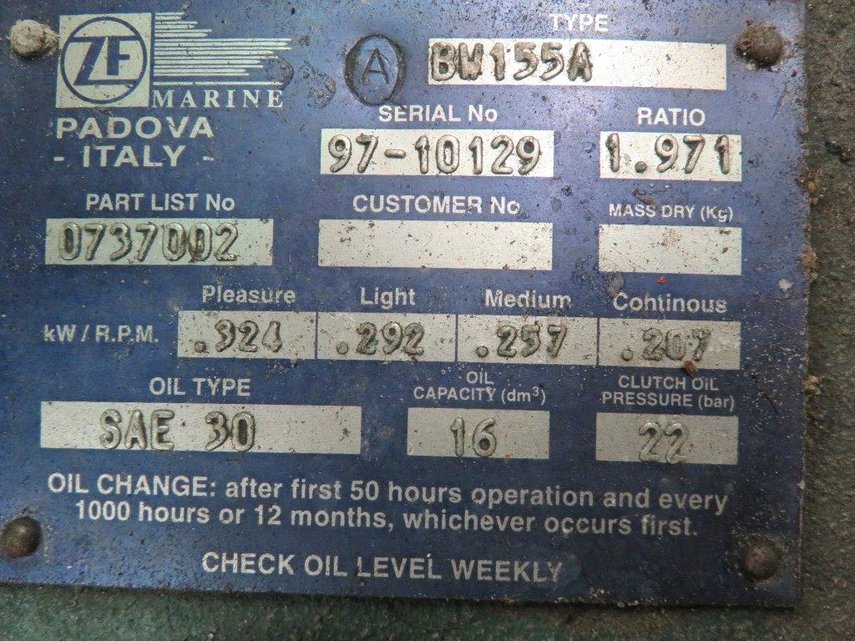 ZF
MARINE
PADOVA
- ITALY -
A
TYPE
BW155A
SERIAL No
97-10129
RATIO
1.971
PART LIST No
0737002
CUSTOMER No
MASS DRY (Kg)
Pleasure Light Medium Continous
kW / R.P.M. .324 .292 .257 .207
OIL TYPE
SAE 30
OIL
CAPACITY (dm³)
16
CLUTCH OIL
PRESSURE (bar)
22
OIL CHANGE: after first 50 hours operation and every
1000 hours or 12 months, whichever occurs first.
CHECK OIL LEVEL WEEKLY